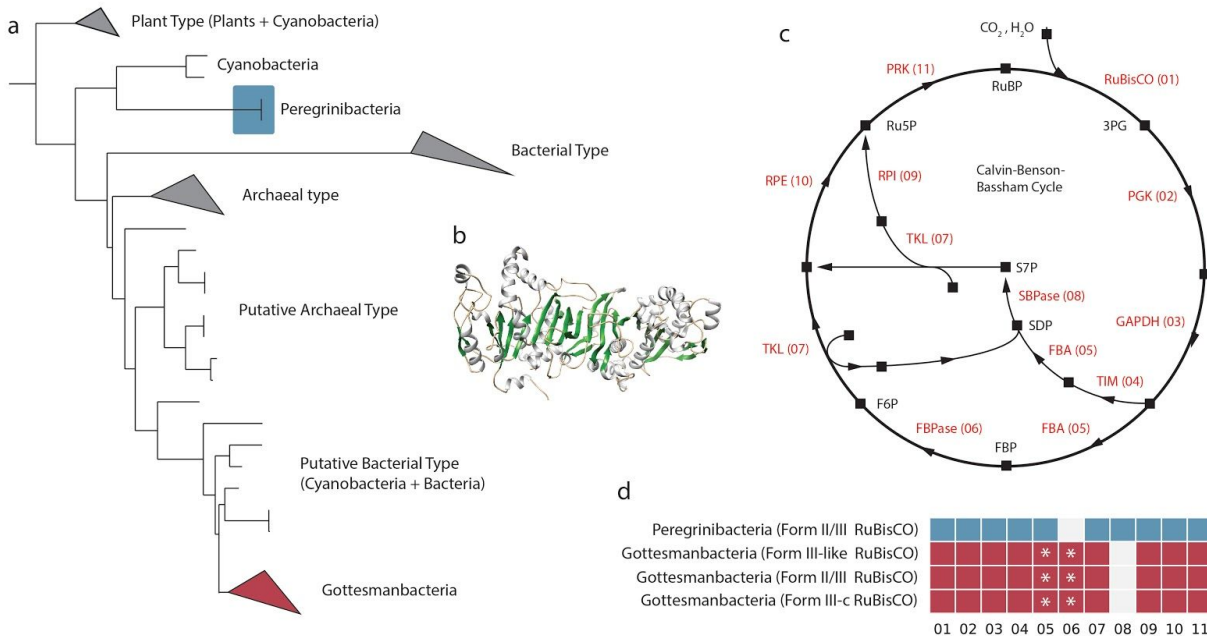 a
Plant Type (Plants + Cyanobacteria)
Cyanobacteria
Peregrinibacteria
Bacterial Type
Archaeal type
Putative Archaeal Type
Putative Bacterial Type
(Cyanobacteria + Bacteria)
Gottesmanbacteria
b
c
CO₂ , H₂O
PRK (11)
RuBP
RuBisCO (01)
Ru5P
3PG
RPE (10)
RPI (09)
Calvin-Benson-
Bassham Cycle
PGK (02)
TKL (07)
S7P
SBPase (08)
SDP
GAPDH (03)
TKL (07)
FBA (05)
TIM (04)
F6P
FBPase (06)
FBA (05)
FBP
d
Peregrinibacteria (Form II/III RuBisCO)
Gottesmanbacteria (Form III-like RuBisCO) * *
Gottesmanbacteria (Form II/III RuBisCO) * *
Gottesmanbacteria (Form III-c RuBisCO) * *
01 02 03 04 05 06 07 08 09 10 11